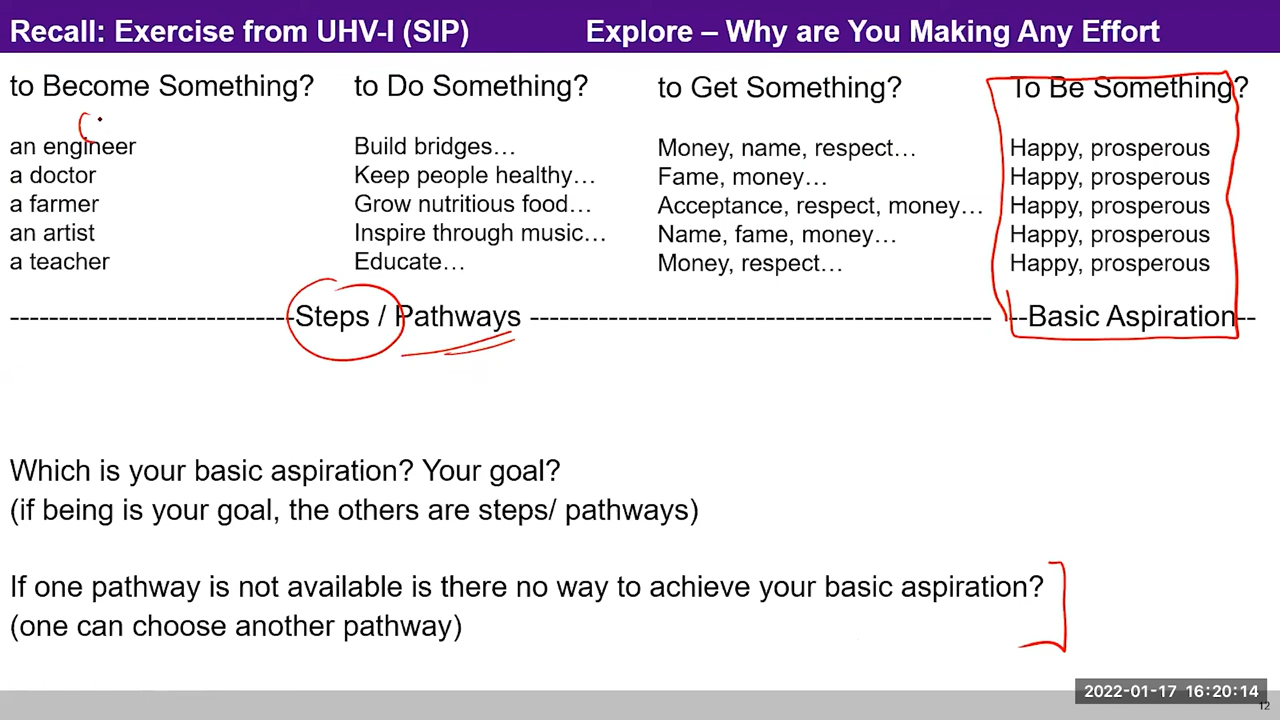 Recall: Exercise from UHV-I (SIP) Explore – Why are You Making Any Effort
to Become Something? to Do Something? to Get Something? To Be Something?
an engineer Build bridges… Money, name, respect… Happy, prosperous
a doctor Keep people healthy… Fame, money… Happy, prosperous
a farmer Grow nutritious food… Acceptance, respect, money… Happy, prosperous
an artist Inspire through music… Name, fame, money… Happy, prosperous
a teacher Educate… Money, respect… Happy, prosperous
----------------------------Steps / Pathways ----------------------------------------------- --Basic Aspiration--
Which is your basic aspiration? Your goal?
(if being is your goal, the others are steps/ pathways)
If one pathway is not available is there no way to achieve your basic aspiration?
(one can choose another pathway)
2022-01-17 16:20:14
12